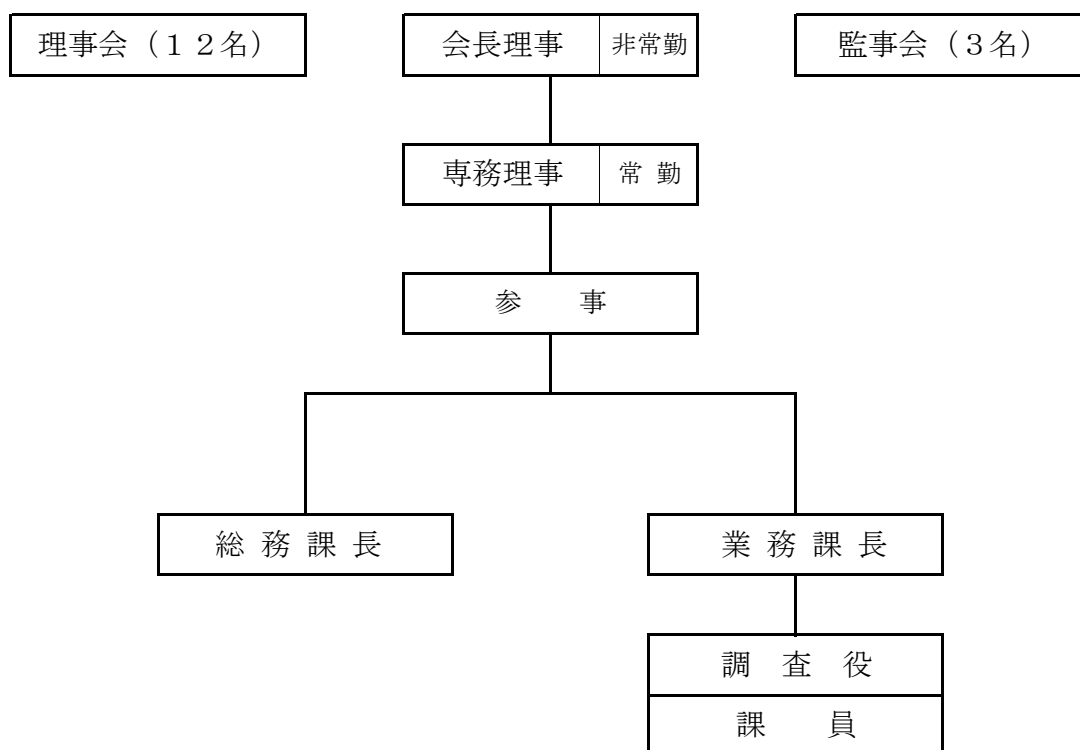 理事会（１２名）
会長理事 非常勤
監事会（３名）
専務理事 常 勤
参　　事
総 務 課 長
業 務 課 長
調　査　役
課　　員